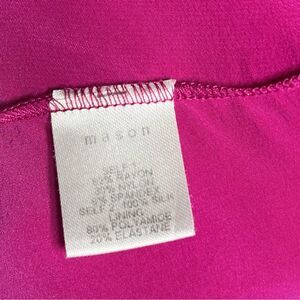 mason
SELF 1
65% RAYON
30% NYLON
5% SPANDEX
SELF 2: 100% SILK
LINING
80% POLYAMIDE
20% ELASTANE